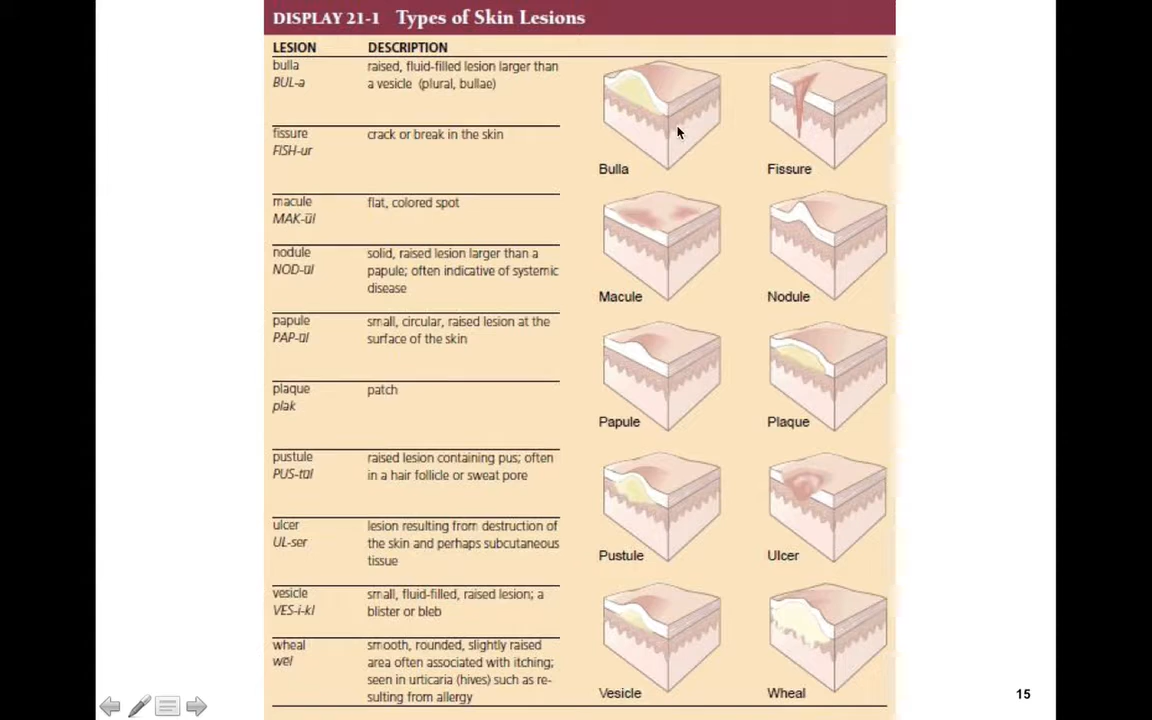 DISPLAY 21-1 Types of Skin Lesions
LESION DESCRIPTION
bulla raised, fluid-filled lesion larger than
BUL-a a vesicle (plural, bullae)
fissure crack or break in the skin
FISH-ur
macule flat, colored spot
MAK-ūl
nodule solid, raised lesion larger than a
NOD-ūl papule; often indicative of systemic
disease
papule small, circular, raised lesion at the
PAP-ūl surface of the skin
plaque patch
plak
pustule raised lesion containing pus; often
PUS-tūl in a hair follicle or sweat pore
ulcer lesion resulting from destruction of
UL-ser the skin and perhaps subcutaneous
tissue
vesicle small, fluid-filled, raised lesion; a
VES-i-kl blister or bleb
wheal smooth, rounded, slightly raised
wēl area often associated with itching;
seen in urticaria (hives) such as re-
sulting from allergy
Bulla Fissure
Macule Nodule
Papule Plaque
Pustule Ulcer
Vesicle Wheal
15